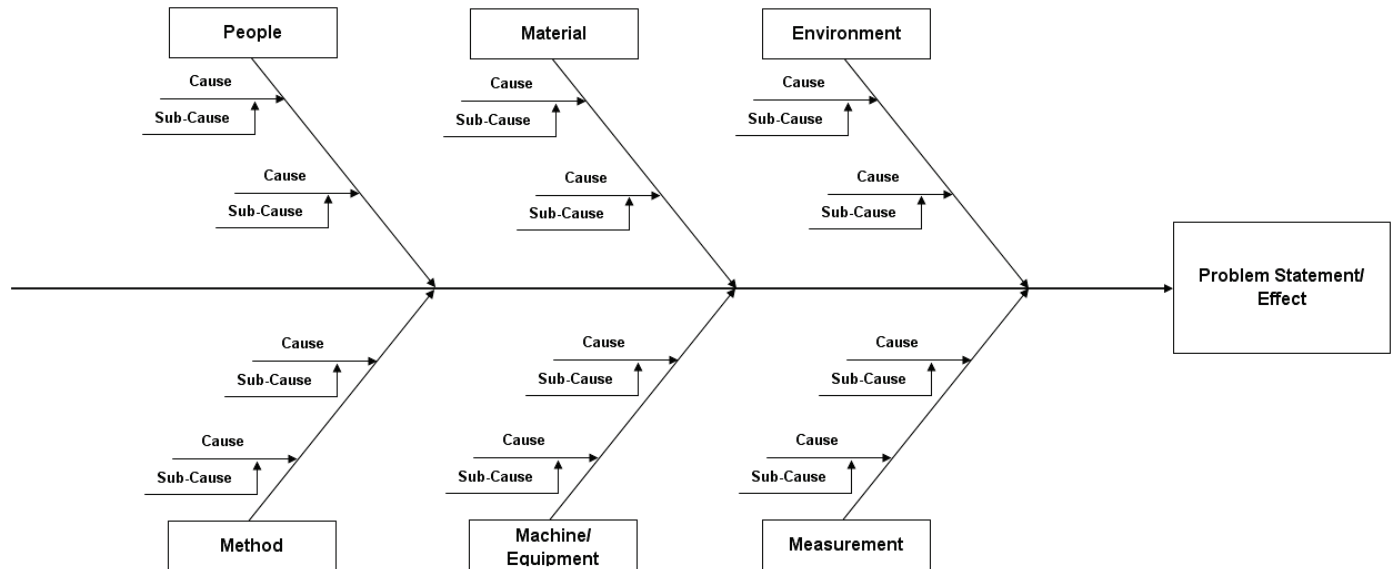 People
Material
Environment
Cause
Cause
Cause
Sub-Cause
Sub-Cause
Sub-Cause
Cause
Cause
Cause
Sub-Cause
Sub-Cause
Sub-Cause
Problem Statement/
Effect
Cause
Cause
Cause
Sub-Cause
Sub-Cause
Sub-Cause
Cause
Cause
Cause
Sub-Cause
Sub-Cause
Sub-Cause
Method
Machine/
Equipment
Measurement